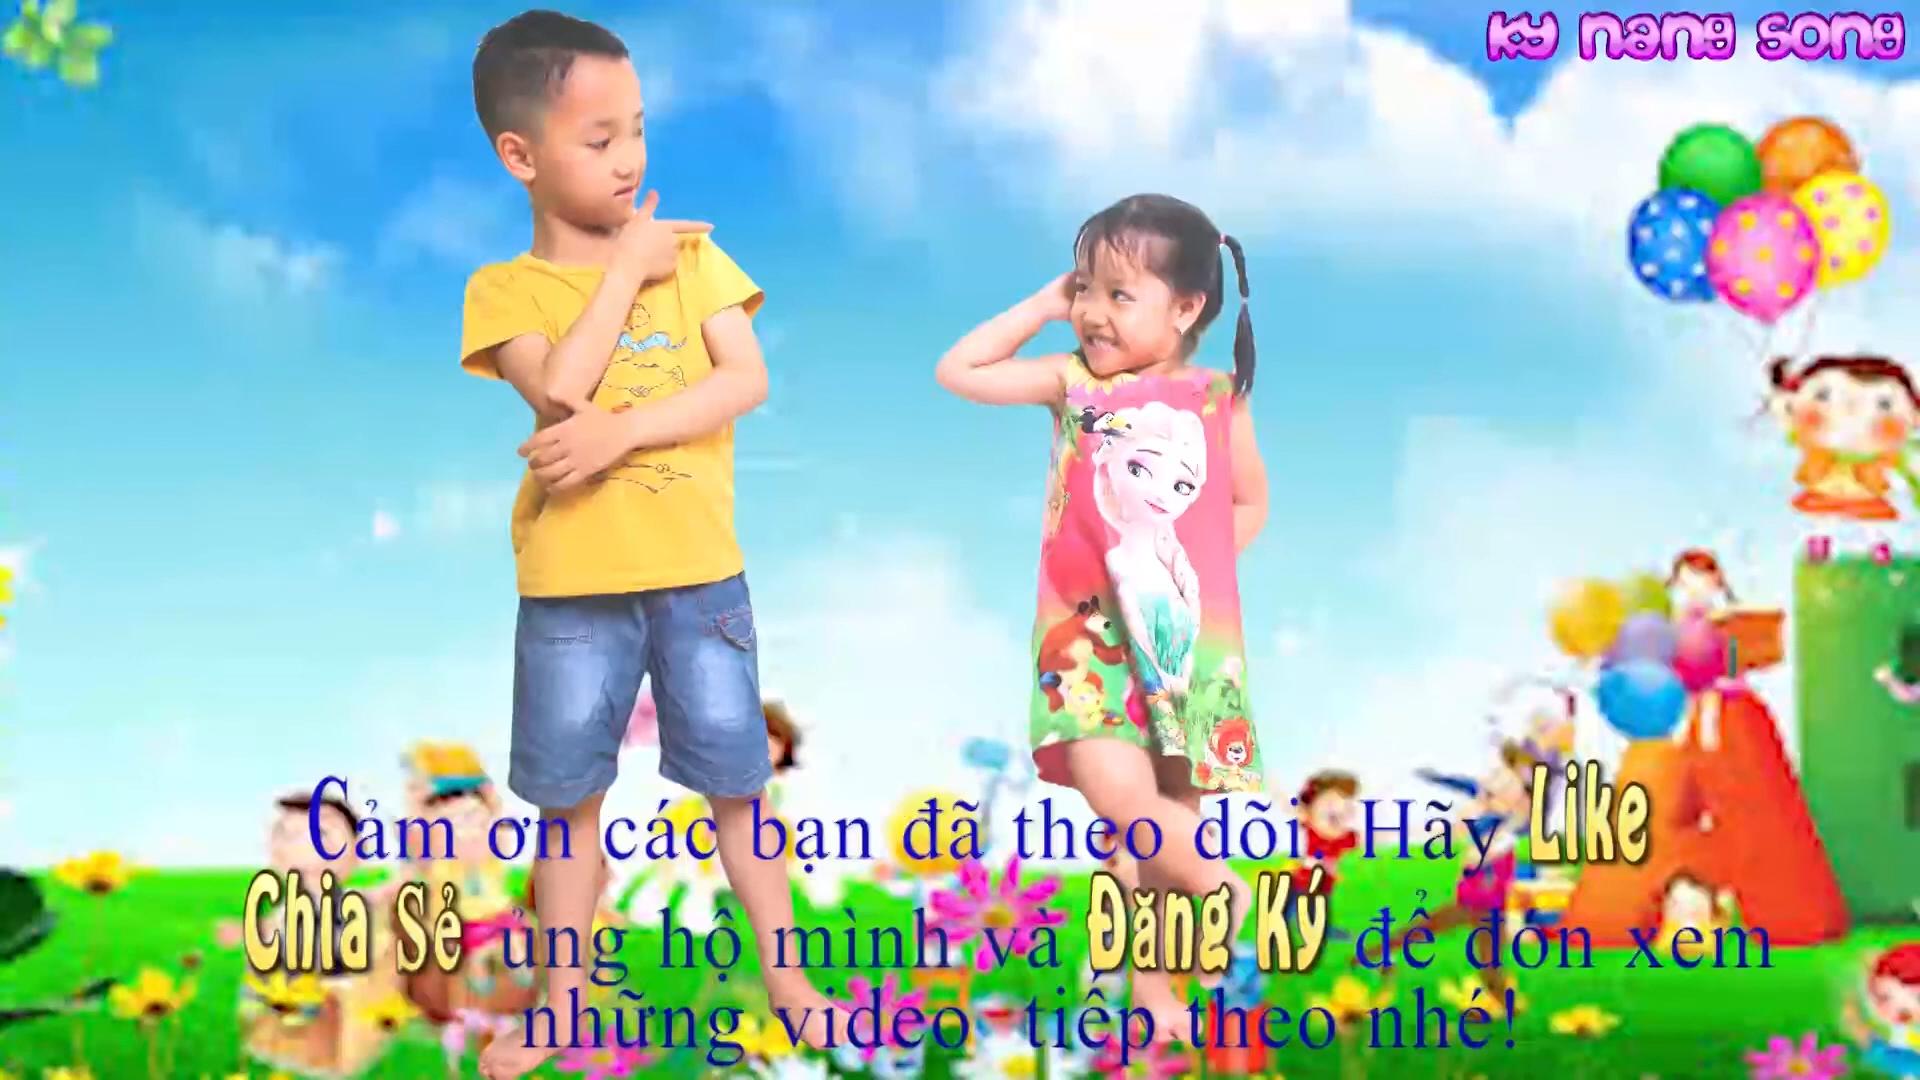 KY NANG SONG
Cảm ơn các bạn đã theo dõi. Hãy Like
Chia Sẻ ủng hộ mình và Đăng Ký để đón xem
những video tiếp theo nhé!